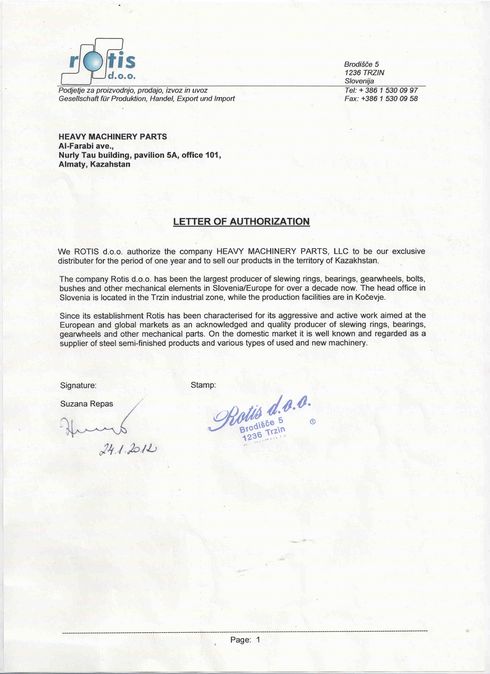 rotis
d.o.o.
Podjetje za proizvodnjo, prodajo, izvoz in uvoz
Gesellschaft für Produktion, Handel, Export und Import
Brodišče 5
1236 TRZIN
Slovenija
Tel: + 386 1 530 09 97
Fax: +386 1 530 09 58
HEAVY MACHINERY PARTS
Al-Farabi ave.,
Nurly Tau building, pavilion 5A, office 101,
Almaty, Kazahstan
LETTER OF AUTHORIZATION
We ROTIS d.o.o. authorize the company HEAVY MACHINERY PARTS, LLC to be our exclusive
distributer for the period of one year and to sell our products in the territory of Kazakhstan.
The company Rotis d.o.o. has been the largest producer of slewing rings, bearings, gearwheels, bolts,
bushes and other mechanical elements in Slovenia/Europe for over a decade now. The head office in
Slovenia is located in the Trzin industrial zone, while the production facilities are in Kočevje.
Since its establishment Rotis has been characterised for its aggressive and active work aimed at the
European and global markets as an acknowledged and quality producer of slewing rings, bearings,
gearwheels and other mechanical parts. On the domestic market it is well known and regarded as a
supplier of steel semi-finished products and various types of used and new machinery.
Signature:
Stamp:
Suzana Repas
24.1.2012
Rotis d.o.o.
Brodišče 5
1236 Trzin
Page: 1